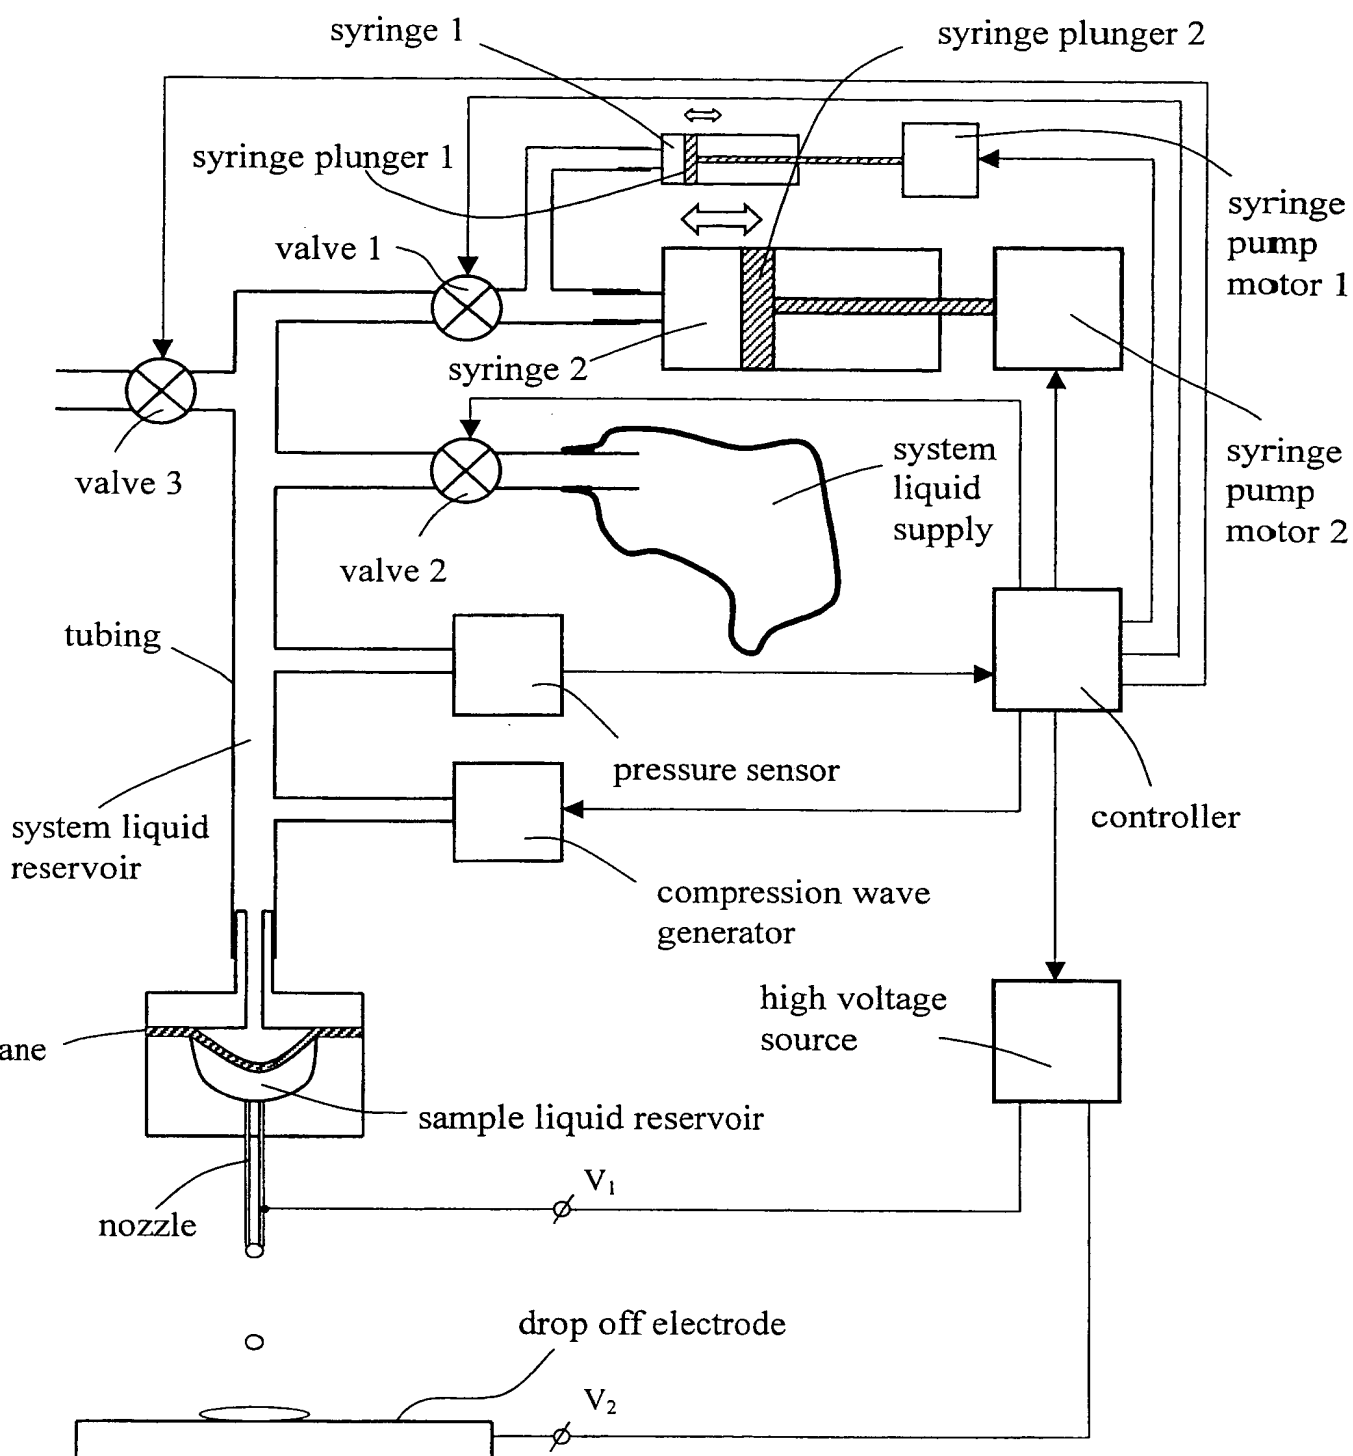 syringe 1
syringe plunger 2
syringe plunger 1
syringe
pump
motor 1
valve 1
syringe 2
valve 3
system
liquid
supply
syringe
pump
motor 2
valve 2
tubing
pressure sensor
controller
system liquid
reservoir
compression wave
generator
high voltage
source
ane
sample liquid reservoir
V₁
nozzle
drop off electrode
V₂